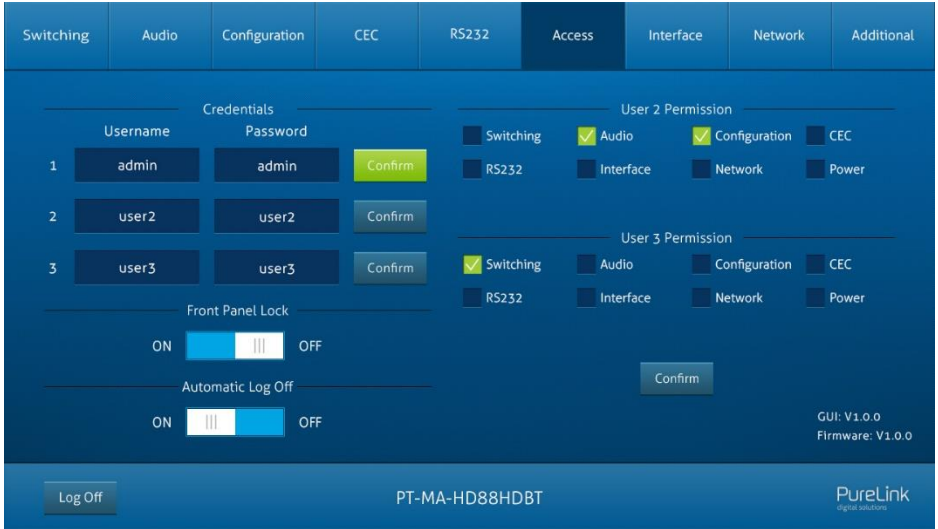 Switching Audio Configuration CEC RS232 Access Interface Network Additional
Credentials
Username Password
1 admin admin Confirm
2 user2 user2 Confirm
3 user3 user3 Confirm
Front Panel Lock
ON OFF
Automatic Log Off
ON OFF
User 2 Permission
Switching Audio Configuration CEC
RS232 Interface Network Power
User 3 Permission
Switching Audio Configuration CEC
RS232 Interface Network Power
Confirm
GUI: V1.0.0
Firmware: V1.0.0
Log Off PT-MA-HD88HDBT PureLink
digital solutions